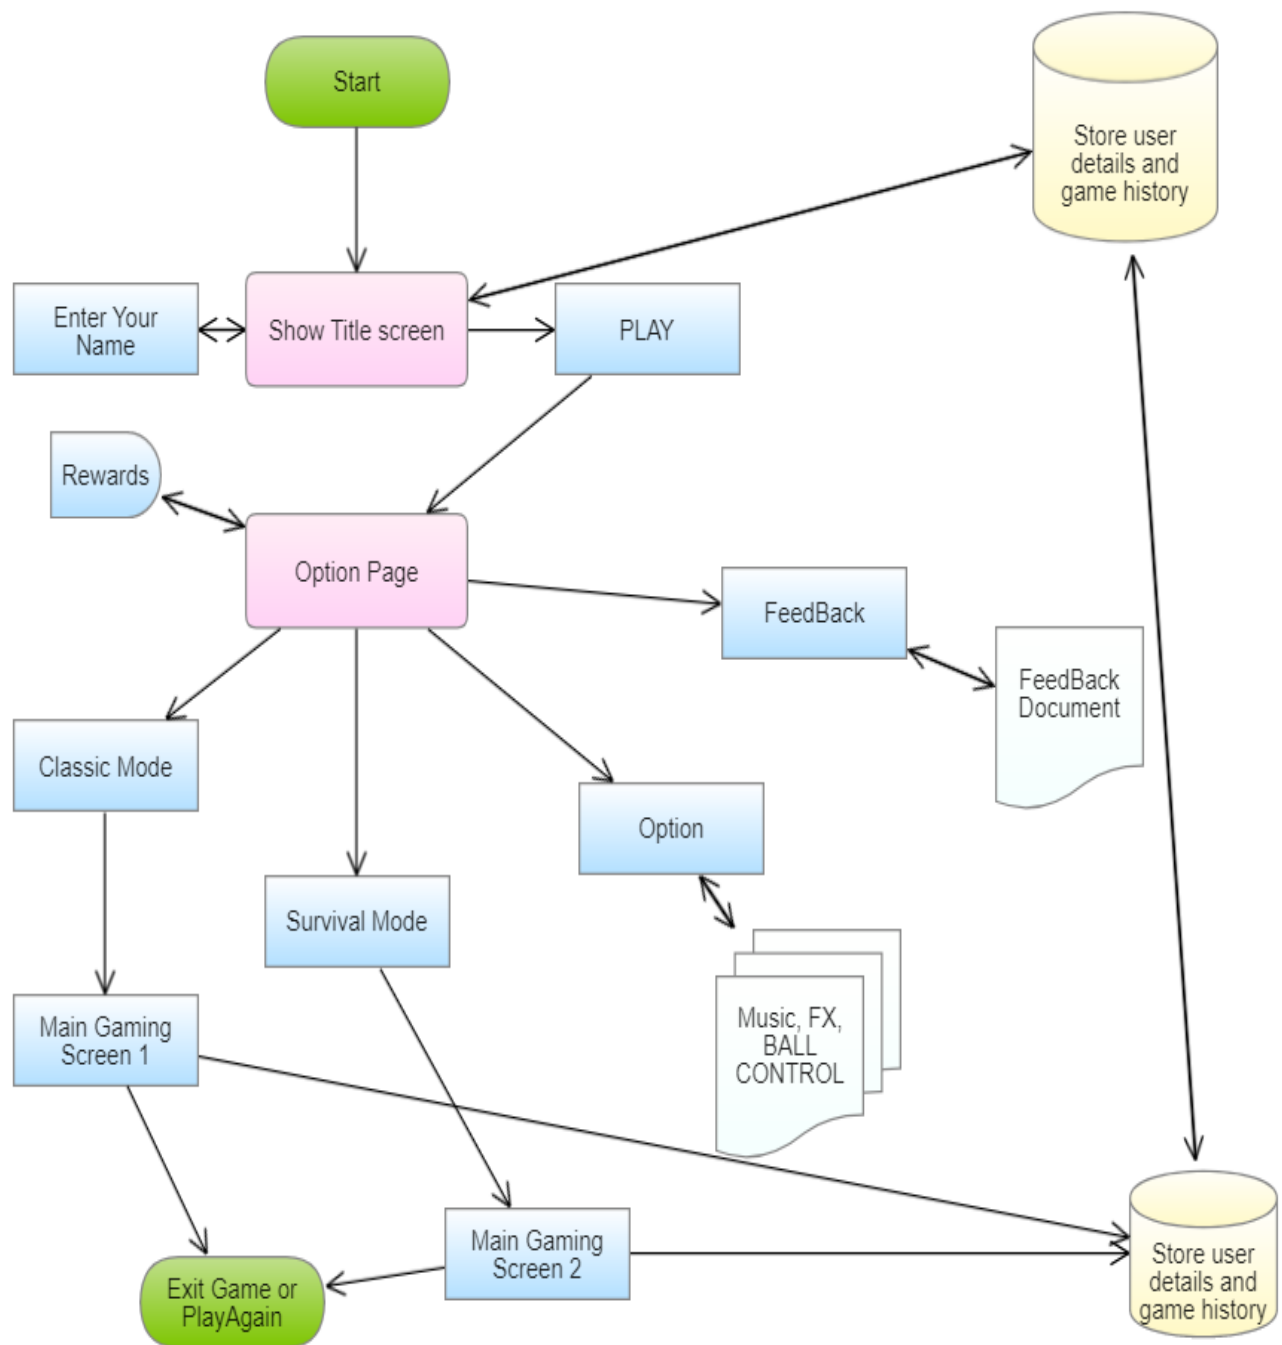 Start
Store user
details and
game history
Enter Your
Name
Show Title screen
PLAY
Rewards
Option Page
FeedBack
FeedBack
Document
Classic Mode
Option
Survival Mode
Main Gaming
Screen 1
Music, FX,
BALL
CONTROL
Main Gaming
Screen 2
Exit Game or
PlayAgain
Store user
details and
game history